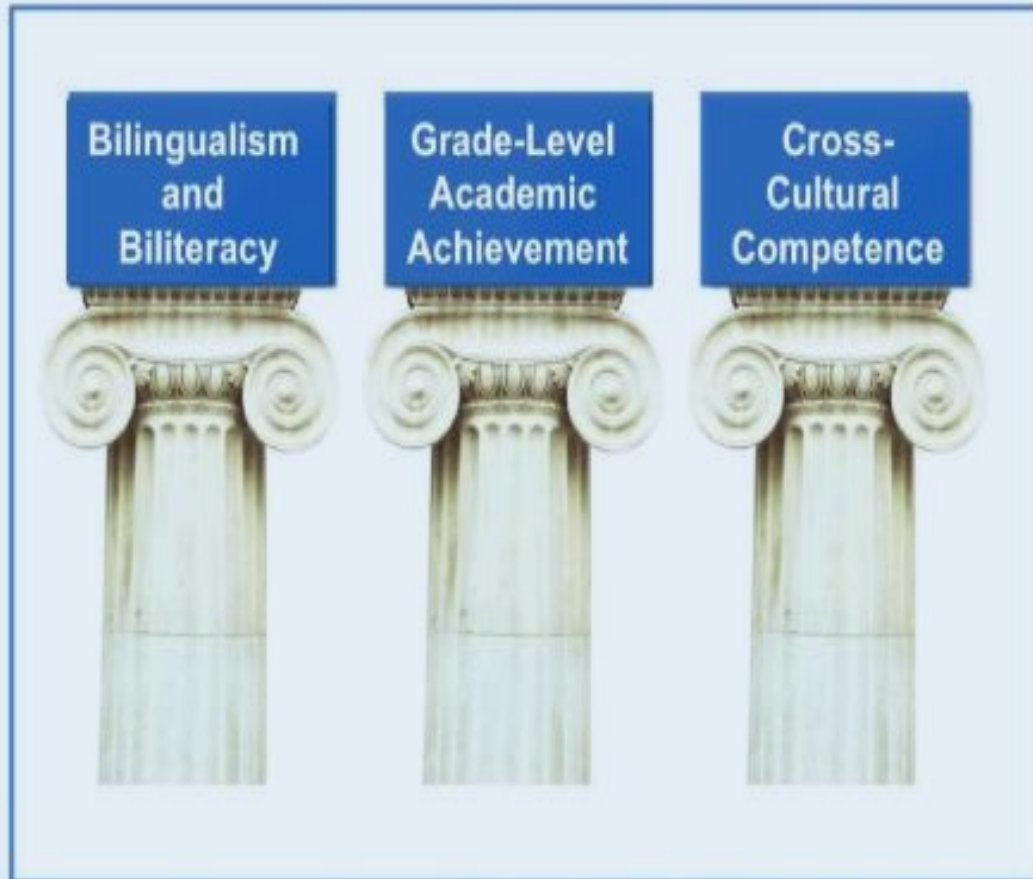 Bilingualism
and
Biliteracy
Grade-Level
Academic
Achievement
Cross-
Cultural
Competence